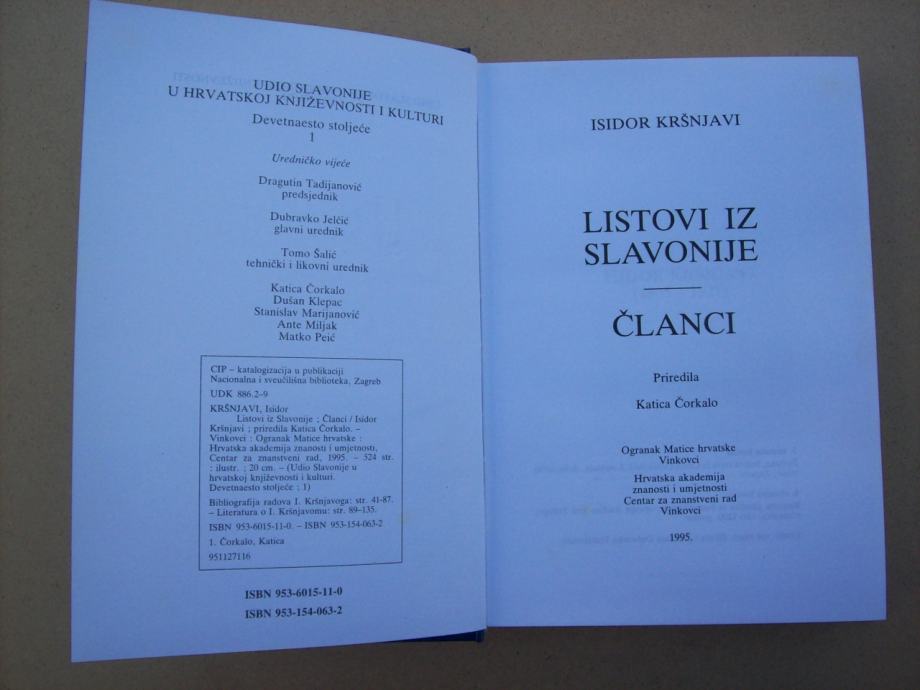 UDIO SLAVONIJE
U HRVATSKOJ KNJIŽEVNOSTI I KULTURI
Devetnaesto stoljeće
1
Uredničko vijeće
Dragutin Tadijanović
predsjednik
Dubravko Jelčić
glavni urednik
Tomo Šalić
tehnički i likovni urednik
Katica Čorkalo
Dušan Klepac
Stanislav Marijanović
Ante Miljak
Matko Peić
CIP – katalogizacija u publikaciji
Nacionalna i sveučilišna biblioteka, Zagreb
UDK 886.2–9
KRŠNJAVI, Isidor
Listovi iz Slavonije ; Članci / Isidor
Kršnjavi ; priredila Katica Čorkalo. –
Vinkovci : Ogranak Matice hrvatske :
Hrvatska akademija znanosti i umjetnosti,
Centar za znanstveni rad, 1995. – 524 str.
: ilustr. ; 20 cm. – (Udio Slavonije u
hrvatskoj književnosti i kulturi.
Devetnaesto stoljeće ; 1)
Bibliografija radova I. Kršnjavoga: str. 41-87.
– Literatura o I. Kršnjavomu: str. 89–135.
ISBN 953-6015-11-0. – ISBN 953-154-063-2
1. Čorkalo, Katica
951127116
ISBN 953-6015-11-0
ISBN 953-154-063-2
ISIDOR KRŠNJAVI
LISTOVI IZ
SLAVONIJE
ČLANCI
Priredila
Katica Čorkalo
Ogranak Matice hrvatske
Vinkovci
Hrvatska akademija
znanosti i umjetnosti
Centar za znanstveni rad
Vinkovci
1995.